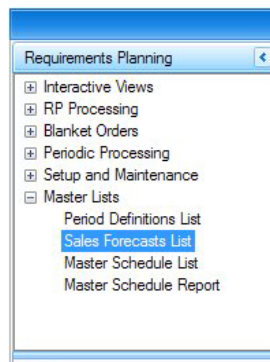 Requirements Planning
Interactive Views
RP Processing
Blanket Orders
Periodic Processing
Setup and Maintenance
Master Lists
Period Definitions List
Sales Forecasts List
Master Schedule List
Master Schedule Report